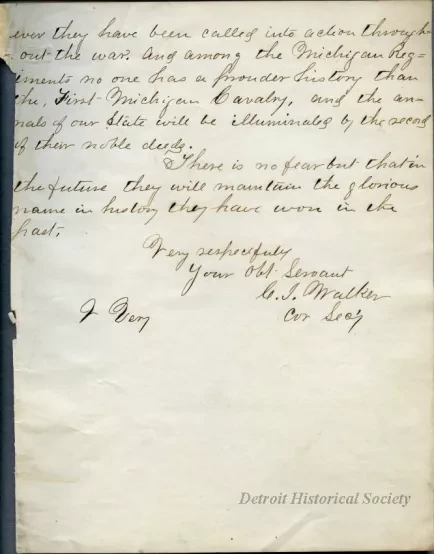 ever they have been called into action through-
out the war. And among the Michigan Reg-
iments no one has a prouder history than
the, First Michigan Cavalry, and the an-
nals of our State will be illuminated by the record
of their noble deeds.
There is no fear but that in
the future they will maintain the glorious
name in history they have won in the
past.
Very respectfully
Your Obt Servant
C. I. Walker
Cor Secy
Very
Detroit Historical Society